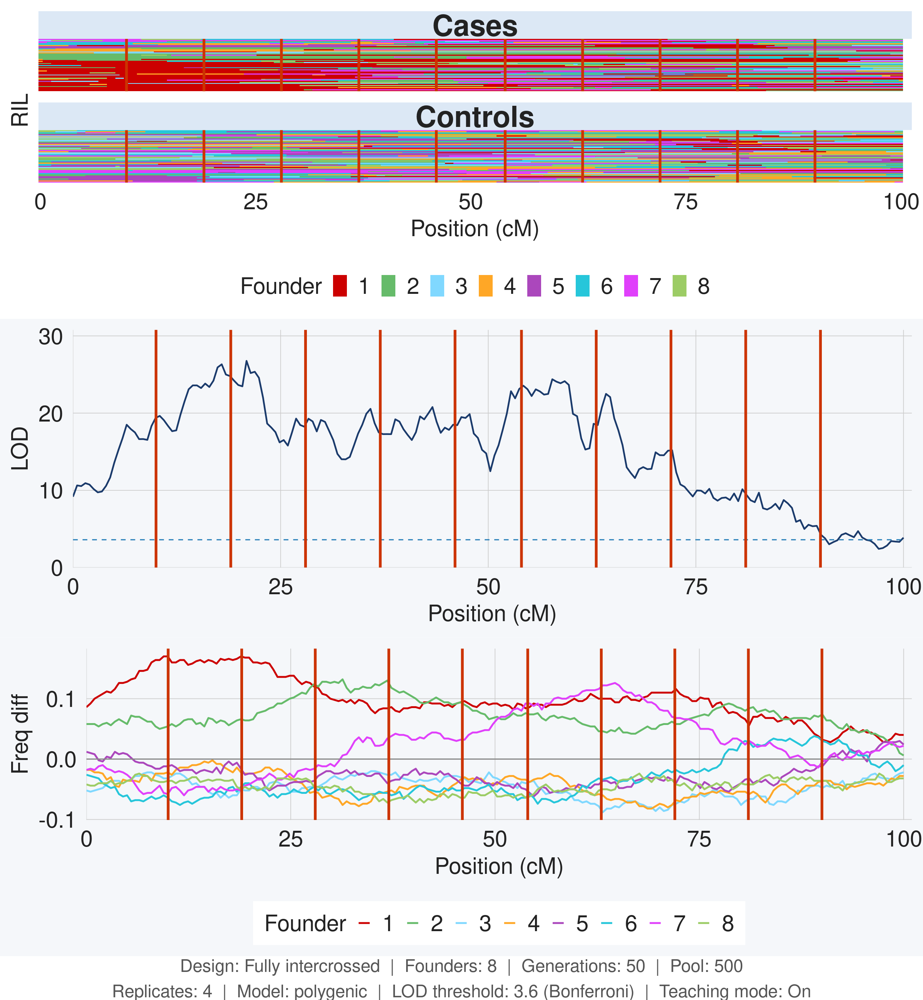 Cases
RIL
Controls
0 25 50 75 100
Position (cM)
Founder 1 2 3 4 5 6 7 8
30
20
LOD
10
0
0 25 50 75 100
Position (cM)
0.1
Freq diff
0.0
-0.1
0 25 50 75 100
Position (cM)
Founder 1 2 3 4 5 6 7 8
Design: Fully intercrossed | Founders: 8 | Generations: 50 | Pool: 500
Replicates: 4 | Model: polygenic | LOD threshold: 3.6 (Bonferroni) | Teaching mode: On